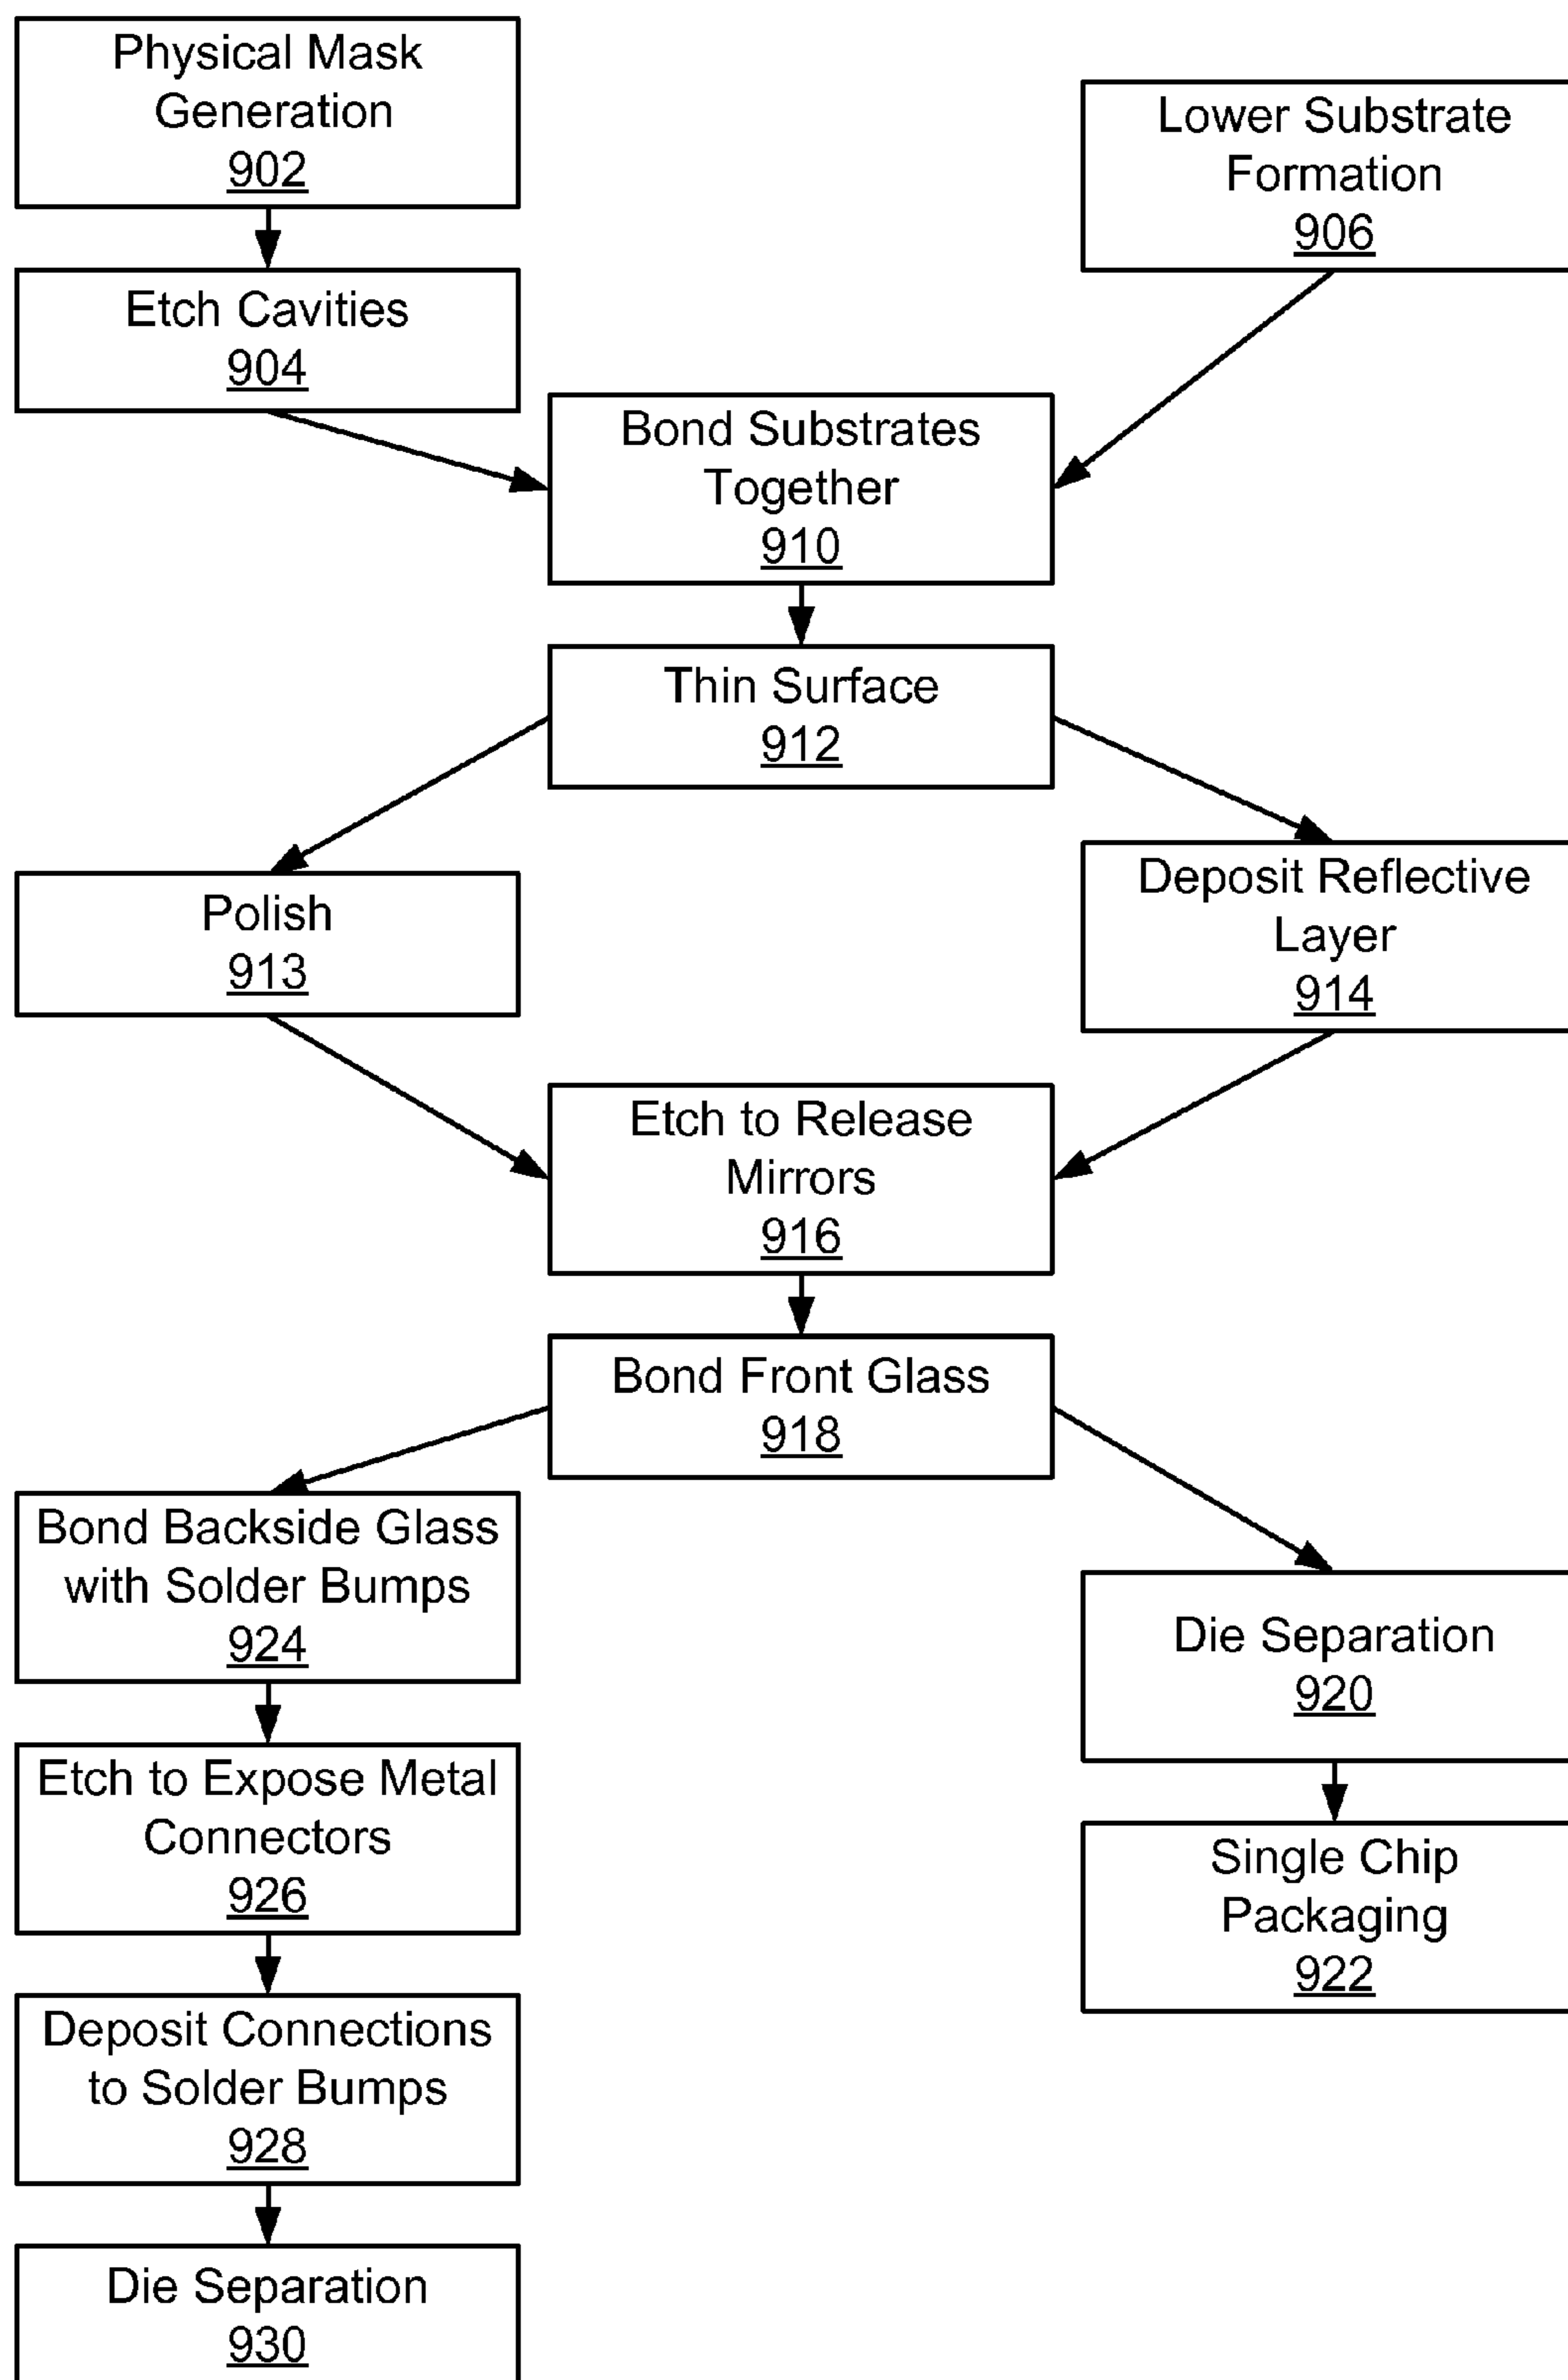 Physical Mask
Generation
902
Lower Substrate
Formation
906
Etch Cavities
904
Bond Substrates
Together
910
Thin Surface
912
Polish
913
Deposit Reflective
Layer
914
Etch to Release
Mirrors
916
Bond Front Glass
918
Bond Backside Glass
with Solder Bumps
924
Die Separation
920
Etch to Expose Metal
Connectors
926
Single Chip
Packaging
922
Deposit Connections
to Solder Bumps
928
Die Separation
930